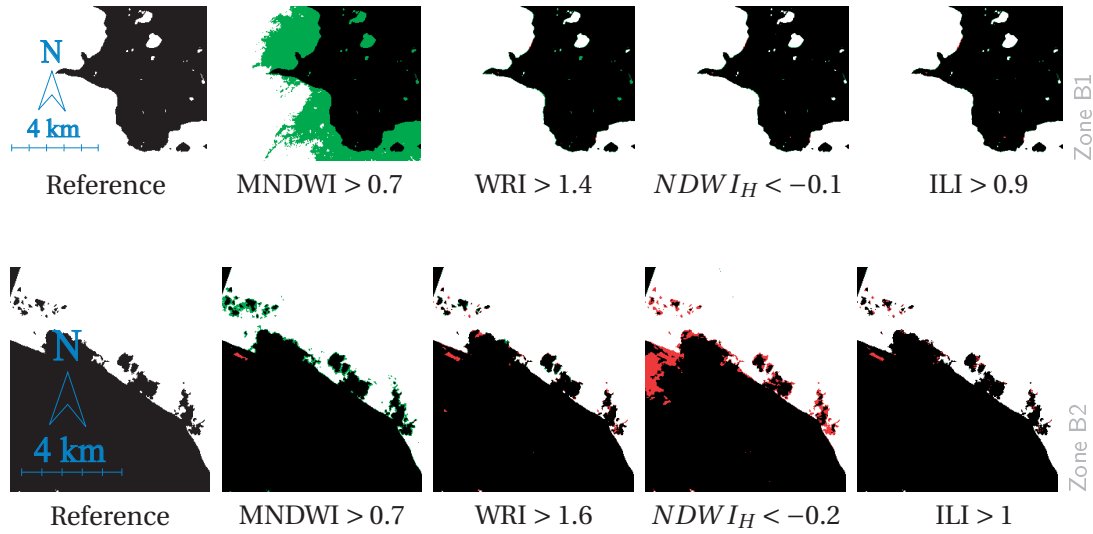 N
4 km
Reference
MNDWI > 0.7
WRI > 1.4
NDWI_H < −0.1
ILI > 0.9
Zone B1
N
4 km
Reference
MNDWI > 0.7
WRI > 1.6
NDWI_H < −0.2
ILI > 1
Zone B2